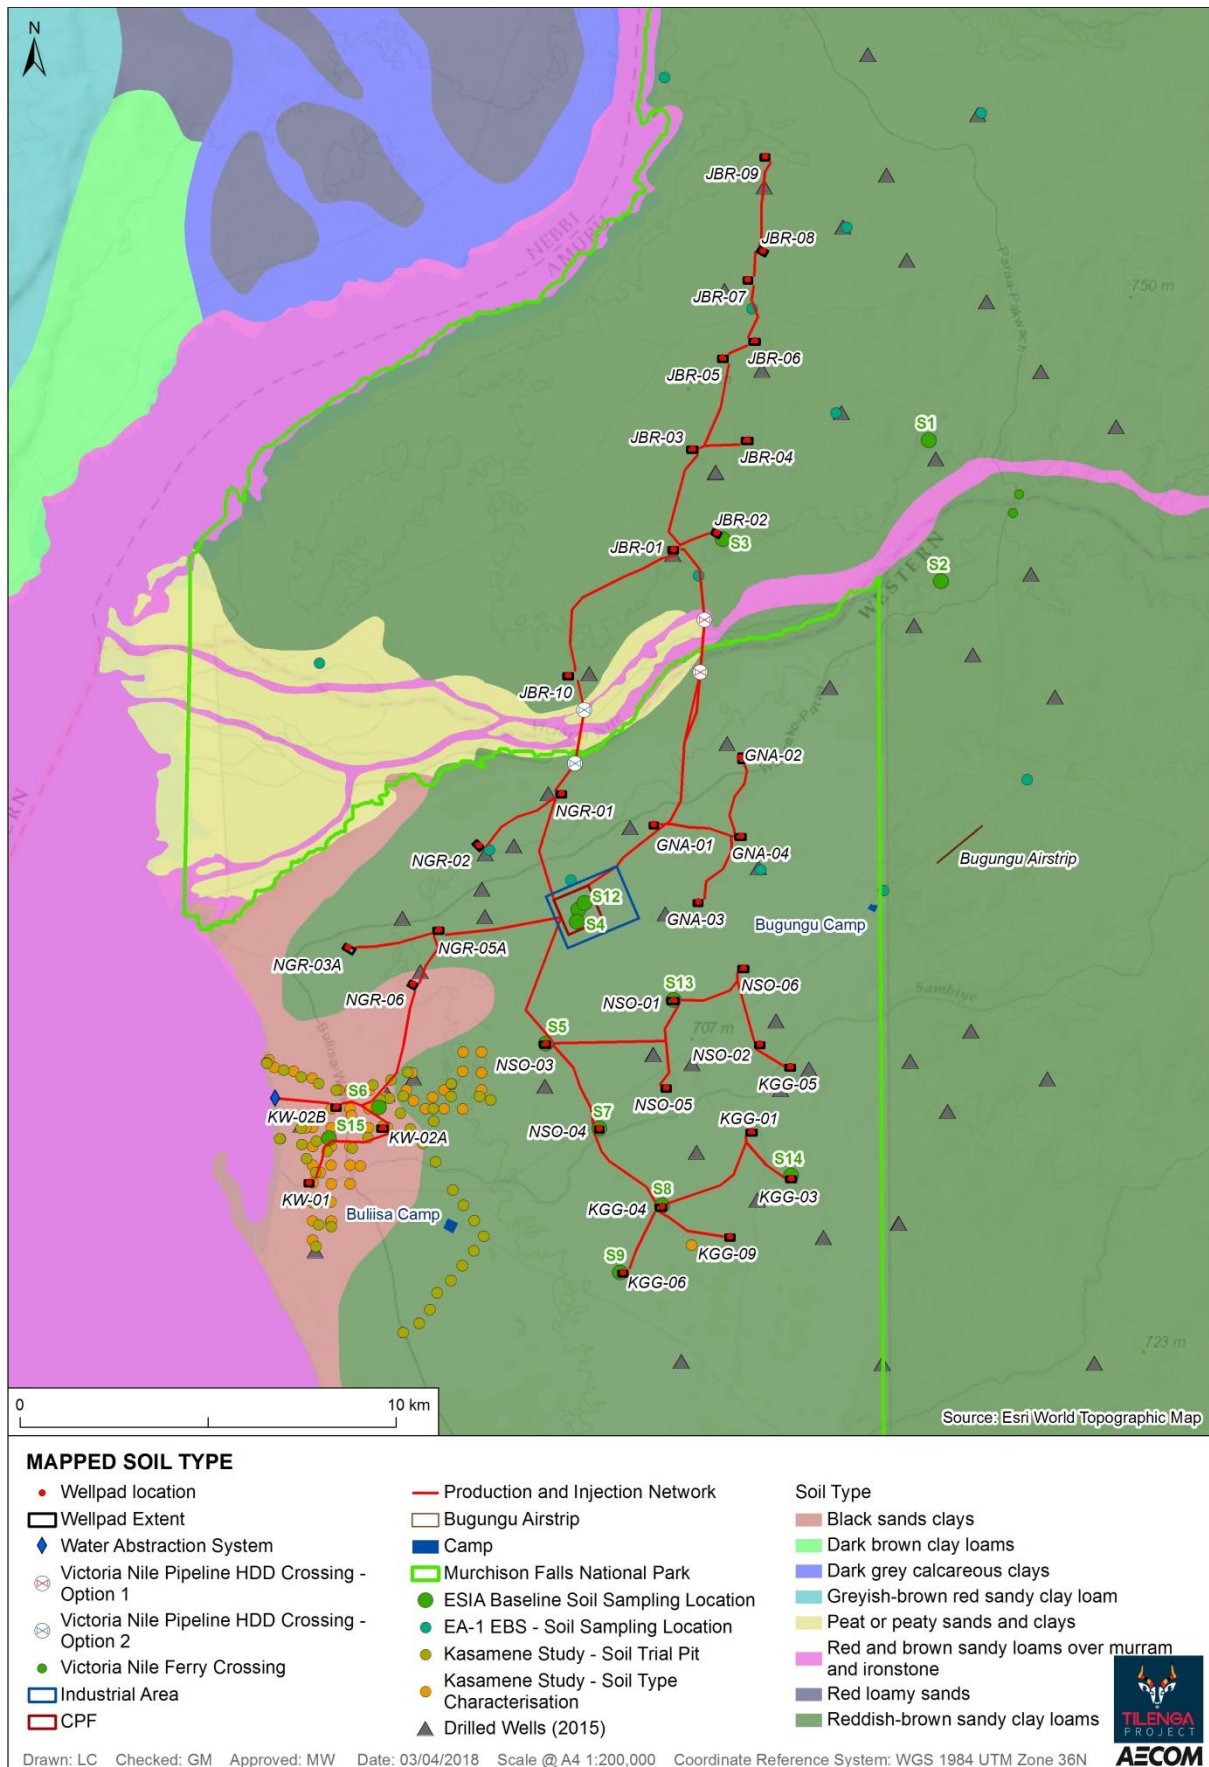 N
JBR-09
NEBBI
AMURU
JBR-08
Paraa-Pakwach
750 m
JBR-07
JBR-06
JBR-05
S1
JBR-03
JBR-04
JBR-02
S3
JBR-01
WESTERN
S2
JBR-10
Victoria Nile
GNA-02
ERN
NGR-01
GNA-01
GNA-04
NGR-02
Bugungu Airstrip
S12
GNA-03
S4
Bugungu Camp
NGR-05A
NGR-03A
S13
NSO-06
NGR-06
NSO-01
Sambiye
S5
707 m
NSO-03
NSO-02
KGG-05
S6
NSO-05
KW-02B
S7
KGG-01
S15
KW-02A
NSO-04
S14
KW-01
S8
KGG-03
Buliisa Camp
KGG-04
KGG-09
S9
KGG-06
723 m
0
10 km
Source: Esri World Topographic Map
MAPPED SOIL TYPE
Wellpad location
Wellpad Extent
Water Abstraction System
Victoria Nile Pipeline HDD Crossing -
Option 1
Victoria Nile Pipeline HDD Crossing -
Option 2
Victoria Nile Ferry Crossing
Industrial Area
CPF
Production and Injection Network
Bugungu Airstrip
Camp
Murchison Falls National Park
ESIA Baseline Soil Sampling Location
EA-1 EBS - Soil Sampling Location
Kasamene Study - Soil Trial Pit
Kasamene Study - Soil Type
Characterisation
Drilled Wells (2015)
Soil Type
Black sands clays
Dark brown clay loams
Dark grey calcareous clays
Greyish-brown red sandy clay loam
Peat or peaty sands and clays
Red and brown sandy loams over murram
and ironstone
Red loamy sands
Reddish-brown sandy clay loams
TILENGA
PROJECT
AECOM
Drawn: LC Checked: GM Approved: MW Date: 03/04/2018 Scale @ A4 1:200,000 Coordinate Reference System: WGS 1984 UTM Zone 36N